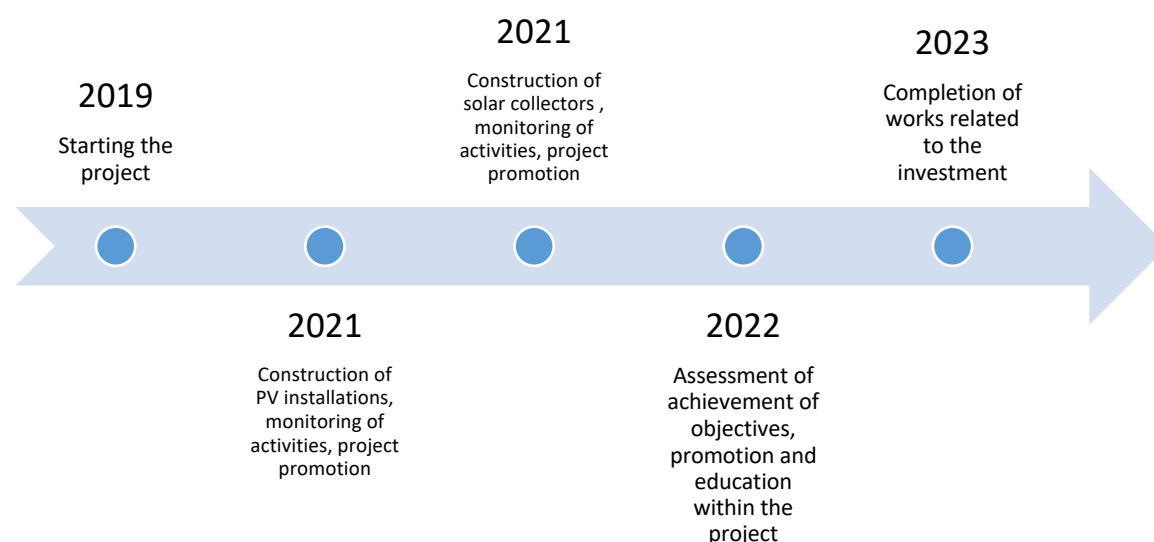 2019
Starting the
project
2021
Construction of
PV installations,
monitoring of
activities, project
promotion
2021
Construction of
solar collectors ,
monitoring of
activities, project
promotion
2022
Assessment of
achievement of
objectives,
promotion and
education
within the
project
2023
Completion of
works related
to the
investment